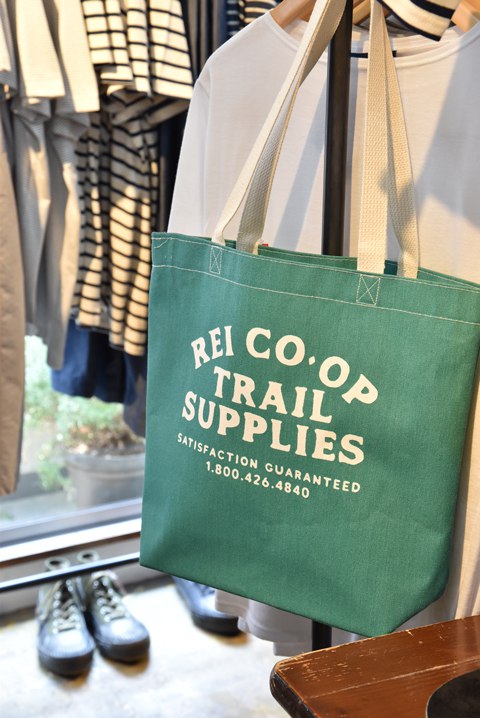 REI CO·OP
TRAIL
SUPPLIES
SATISFACTION GUARANTEED
1.800.426.4840